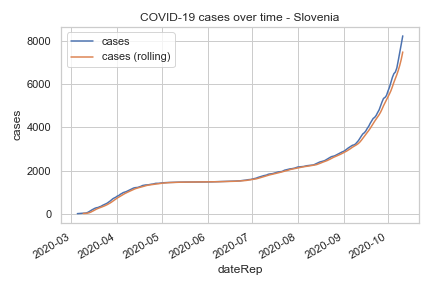 COVID-19 cases over time - Slovenia
cases
cases (rolling)
8000
6000
4000
2000
0
cases
2020-03
2020-04
2020-05
2020-06
2020-07
2020-08
2020-09
2020-10
dateRep